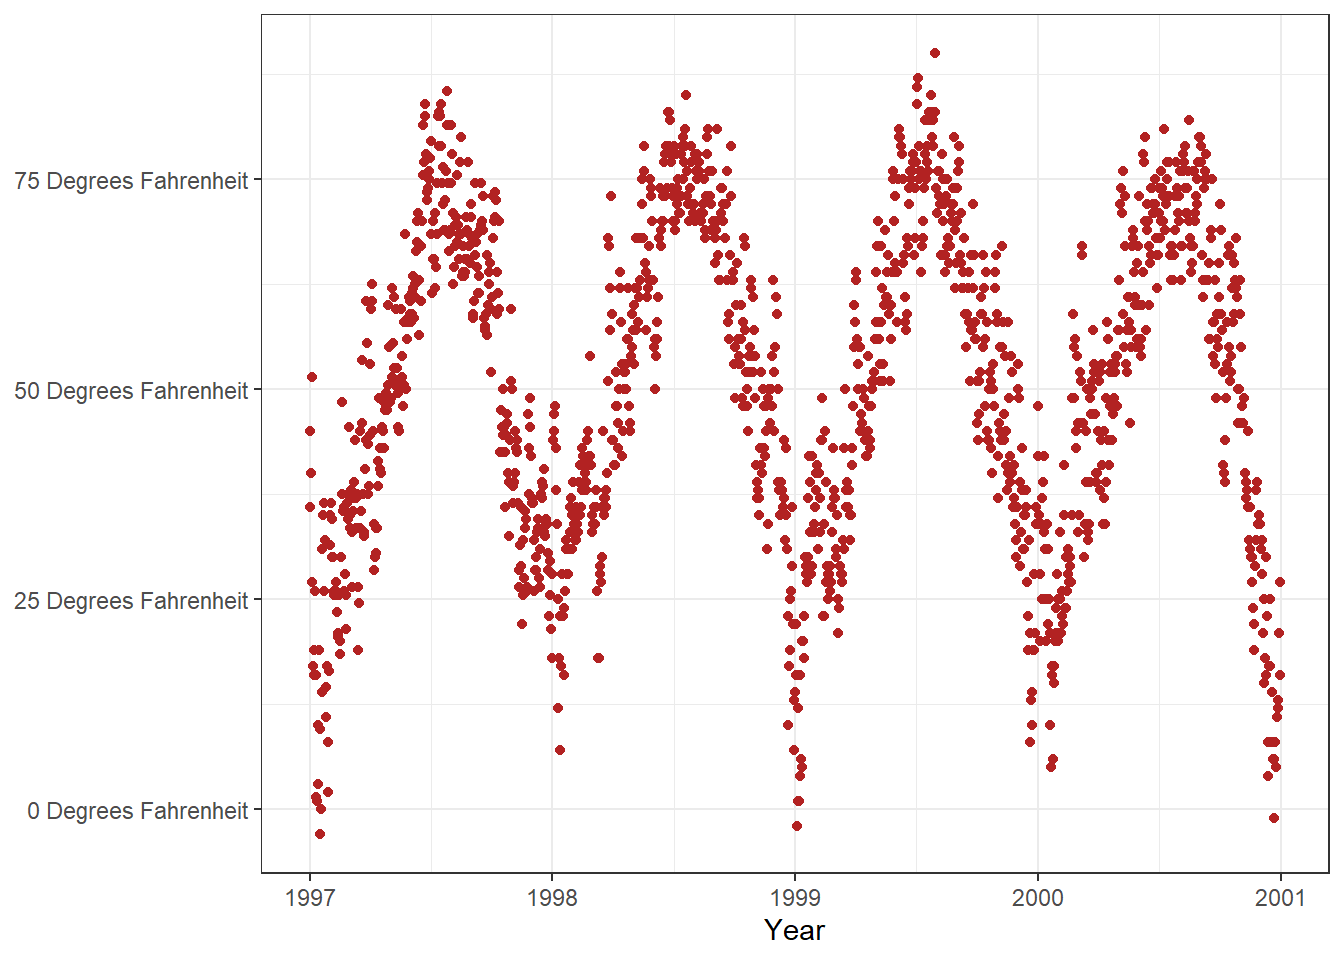 75 Degrees Fahrenheit
50 Degrees Fahrenheit
25 Degrees Fahrenheit
0 Degrees Fahrenheit
1997 1998 1999 2000 2001
Year